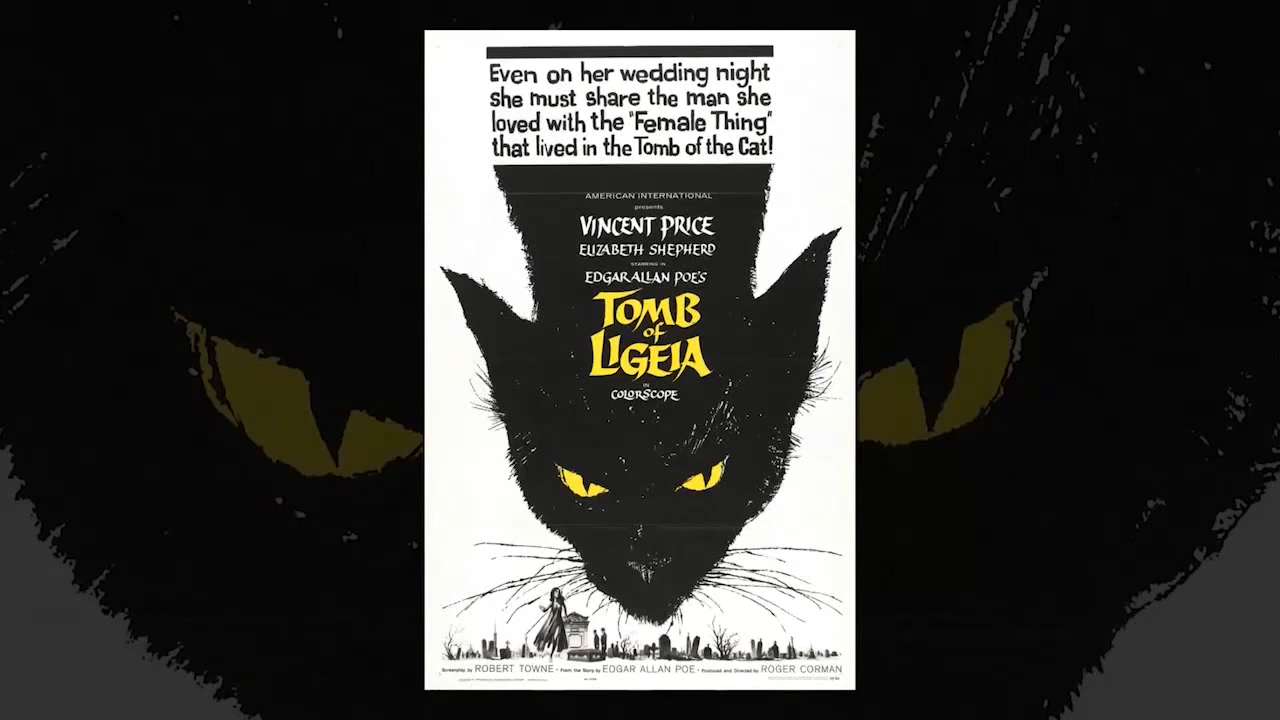 Even on her wedding night
she must share the man she
loved with the "Female Thing"
that lived in the Tomb of the Cat!
AMERICAN INTERNATIONAL
presents
VINCENT PRICE
ELIZABETH SHEPHERD
STARRING IN
EDGAR ALLAN POE'S
TOMB
of
LIGEIA
IN
COLORSCOPE
Screenplay by ROBERT TOWNE · From the Story by EDGAR ALLAN POE · Produced and Directed by ROGER CORMAN